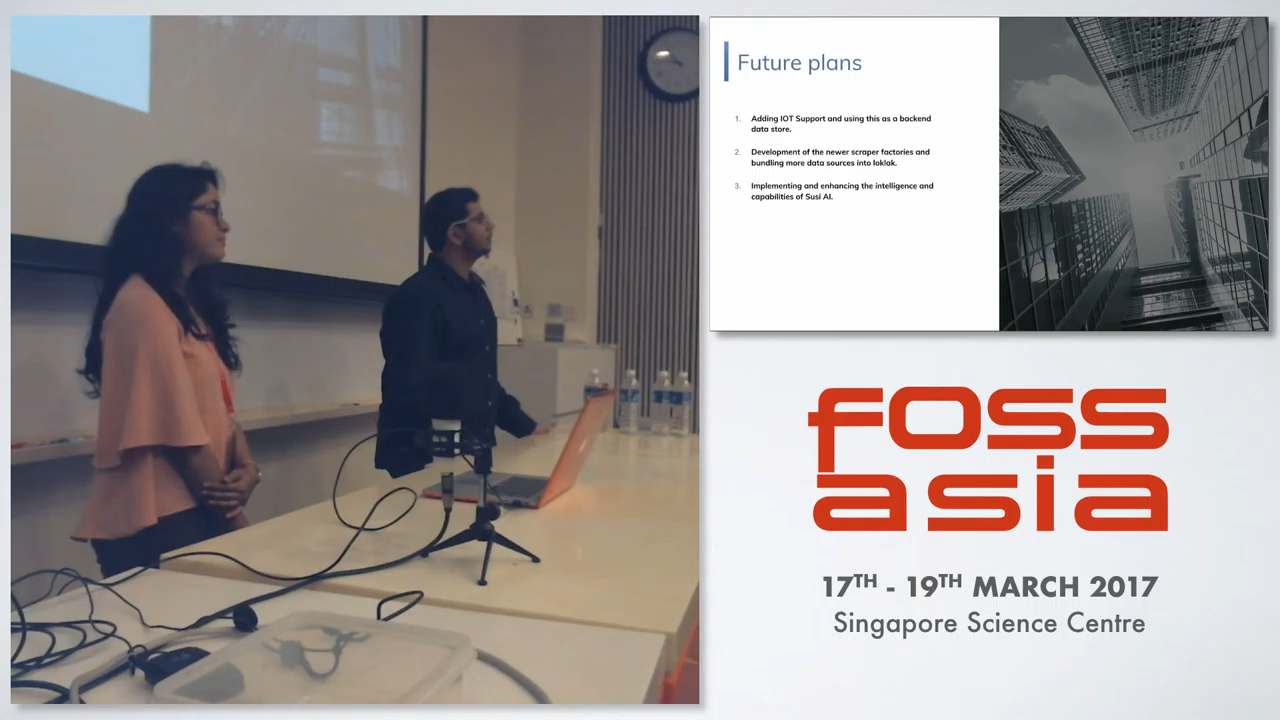 Future plans
1. Adding IOT Support and using this as a backend
data store.
2. Development of the newer scraper factories and
bundling more data sources into loklak.
3. Implementing and enhancing the intelligence and
capabilities of Susi AI.
foss
asia
17TH - 19TH MARCH 2017
Singapore Science Centre